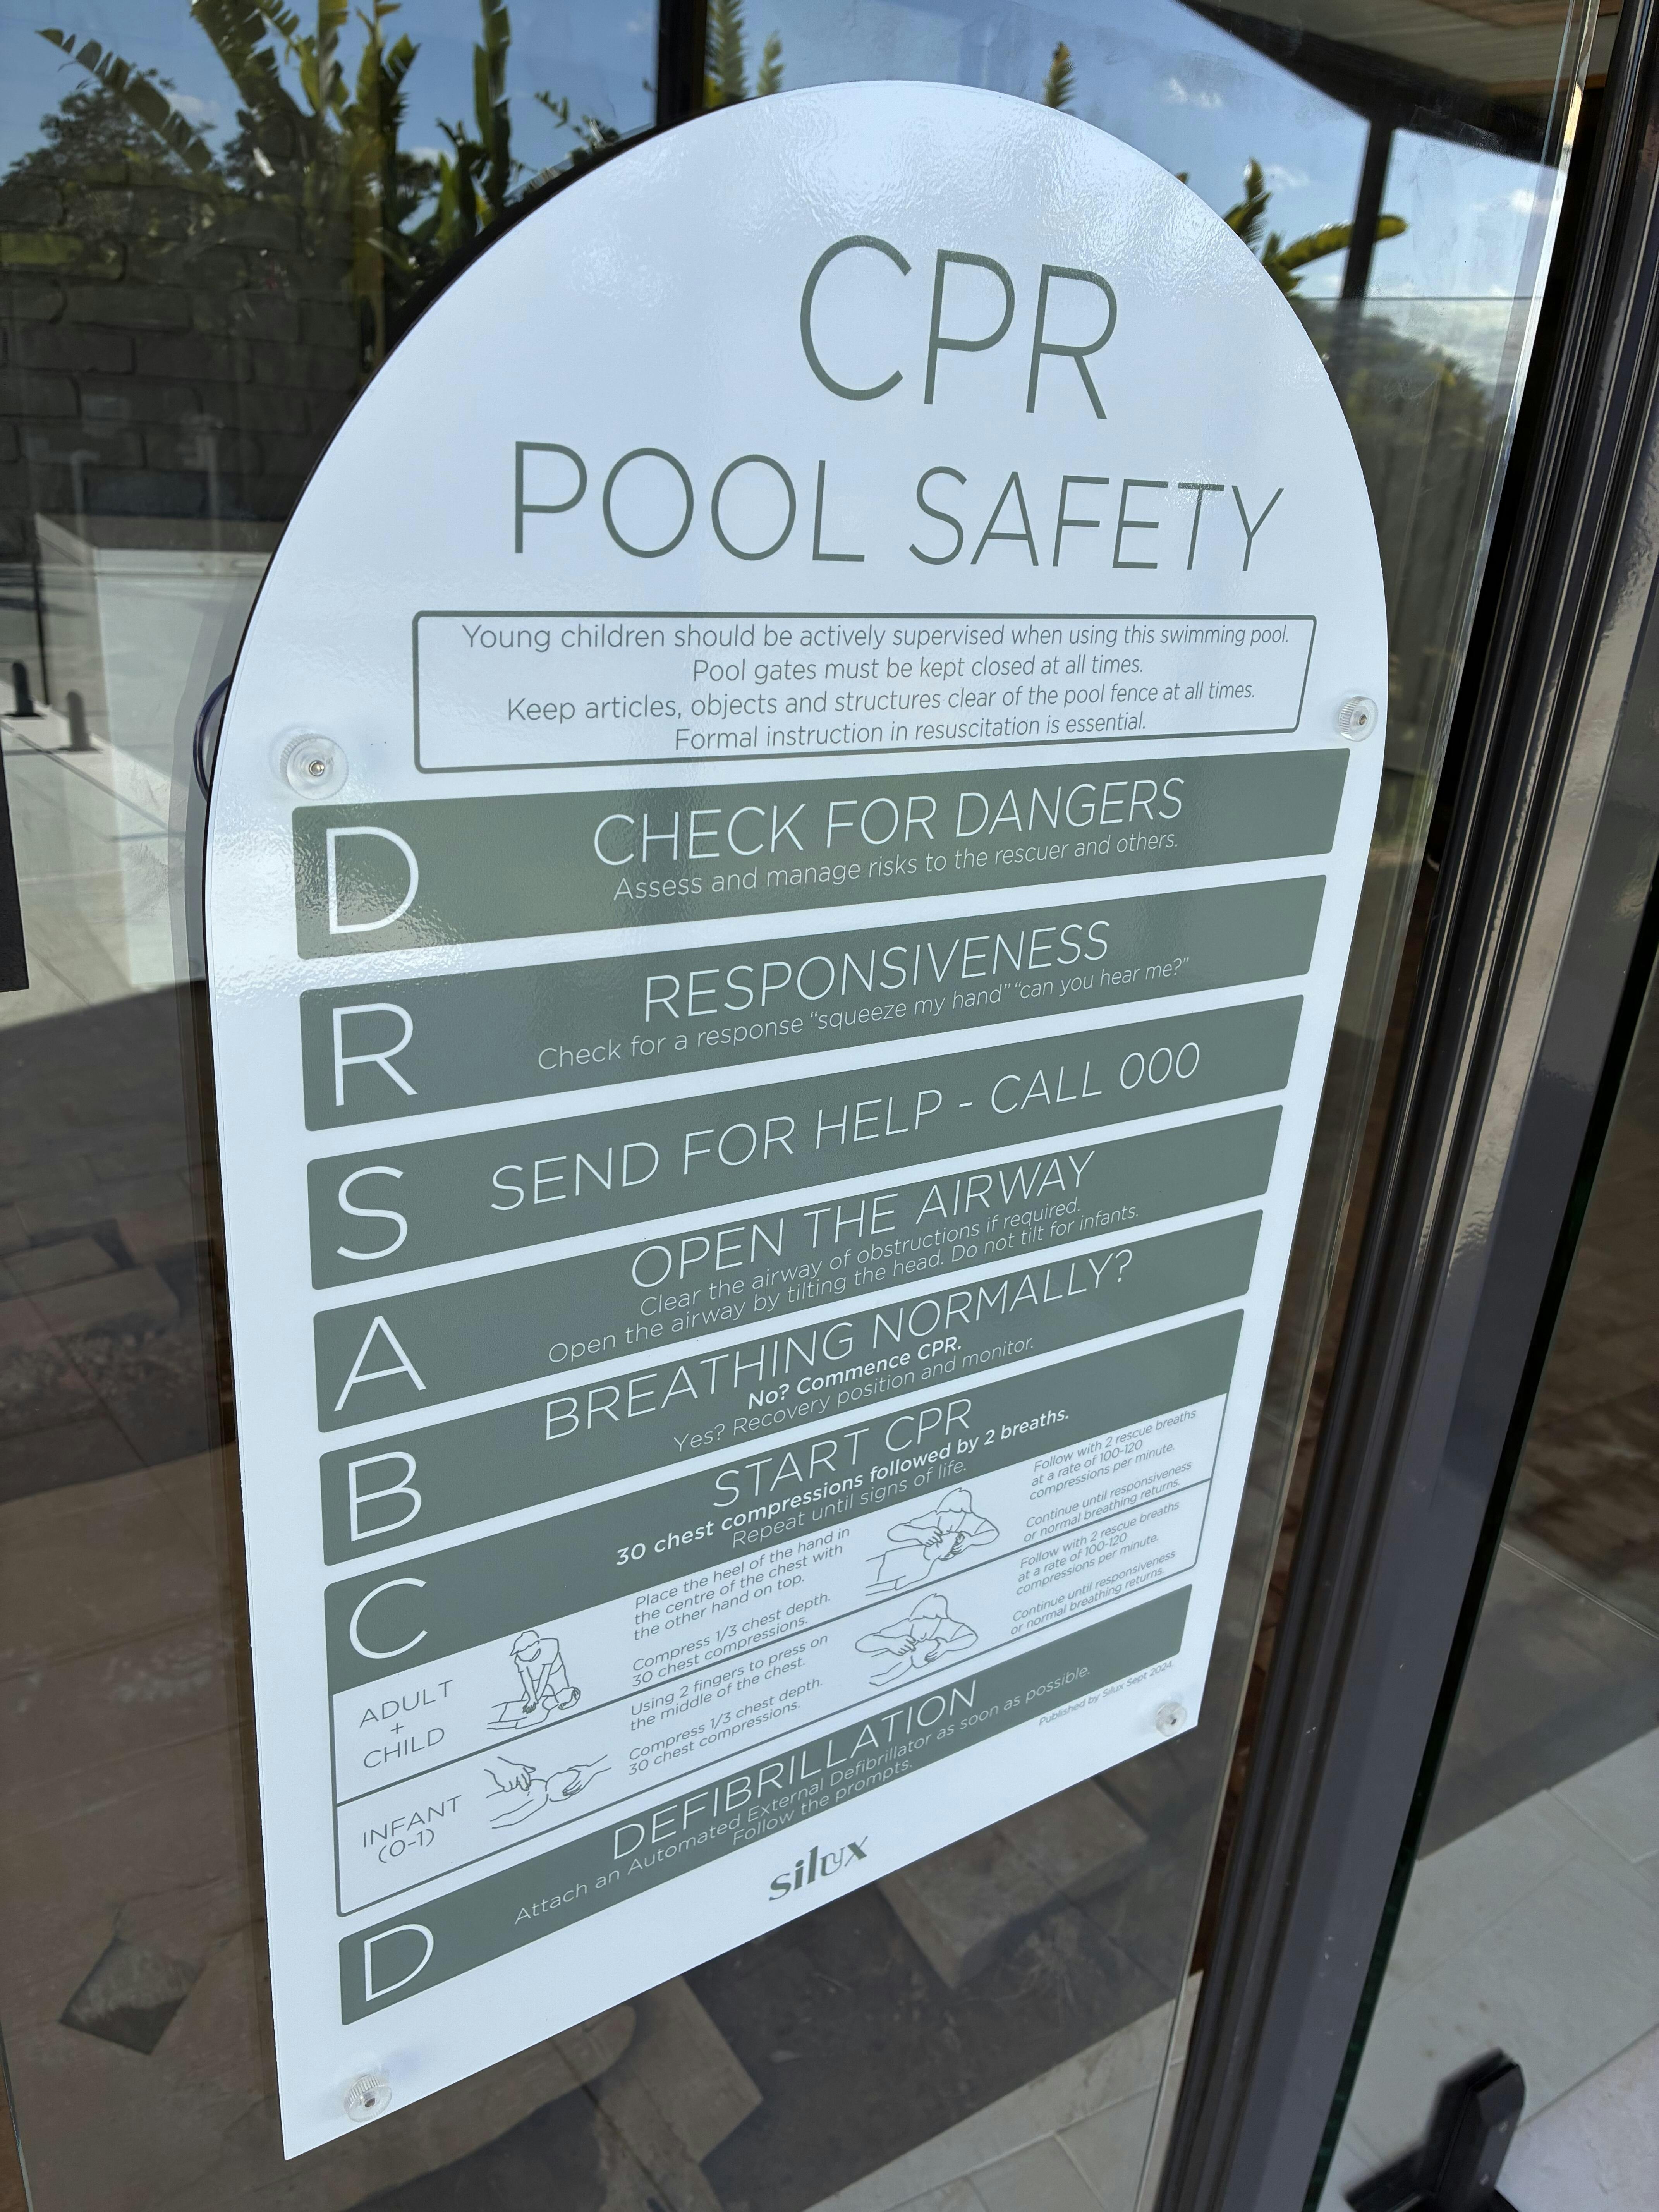 CPR
POOL SAFETY
Young children should be actively supervised when using this swimming pool.
Pool gates must be kept closed at all times.
Keep articles, objects and structures clear of the pool fence at all times.
Formal instruction in resuscitation is essential.
D
CHECK FOR DANGERS
Assess and manage risks to the rescuer and others.
R
RESPONSIVENESS
Check for a response “squeeze my hand” “can you hear me?”
S
SEND FOR HELP - CALL 000
A
OPEN THE AIRWAY
Clear the airway of obstructions if required.
Open the airway by tilting the head. Do not tilt for infants.
B
BREATHING NORMALLY?
No? Commence CPR.
Yes? Recovery position and monitor.
C
START CPR
30 chest compressions followed by 2 breaths.
Repeat until signs of life.
ADULT
+
CHILD
Place the heel of the hand in
the centre of the chest with
the other hand on top.
Compress 1/3 chest depth.
30 chest compressions.
Follow with 2 rescue breaths
at a rate of 100-120
compressions per minute.
Continue until responsiveness
or normal breathing returns.
INFANT
(0-1)
Using 2 fingers to press on
the middle of the chest.
Compress 1/3 chest depth.
30 chest compressions.
Follow with 2 rescue breaths
at a rate of 100-120
compressions per minute.
Continue until responsiveness
or normal breathing returns.
D
DEFIBRILLATION
Attach an Automated External Defibrillator as soon as possible.
Follow the prompts.
Published by Silux Sept 2024.
silux